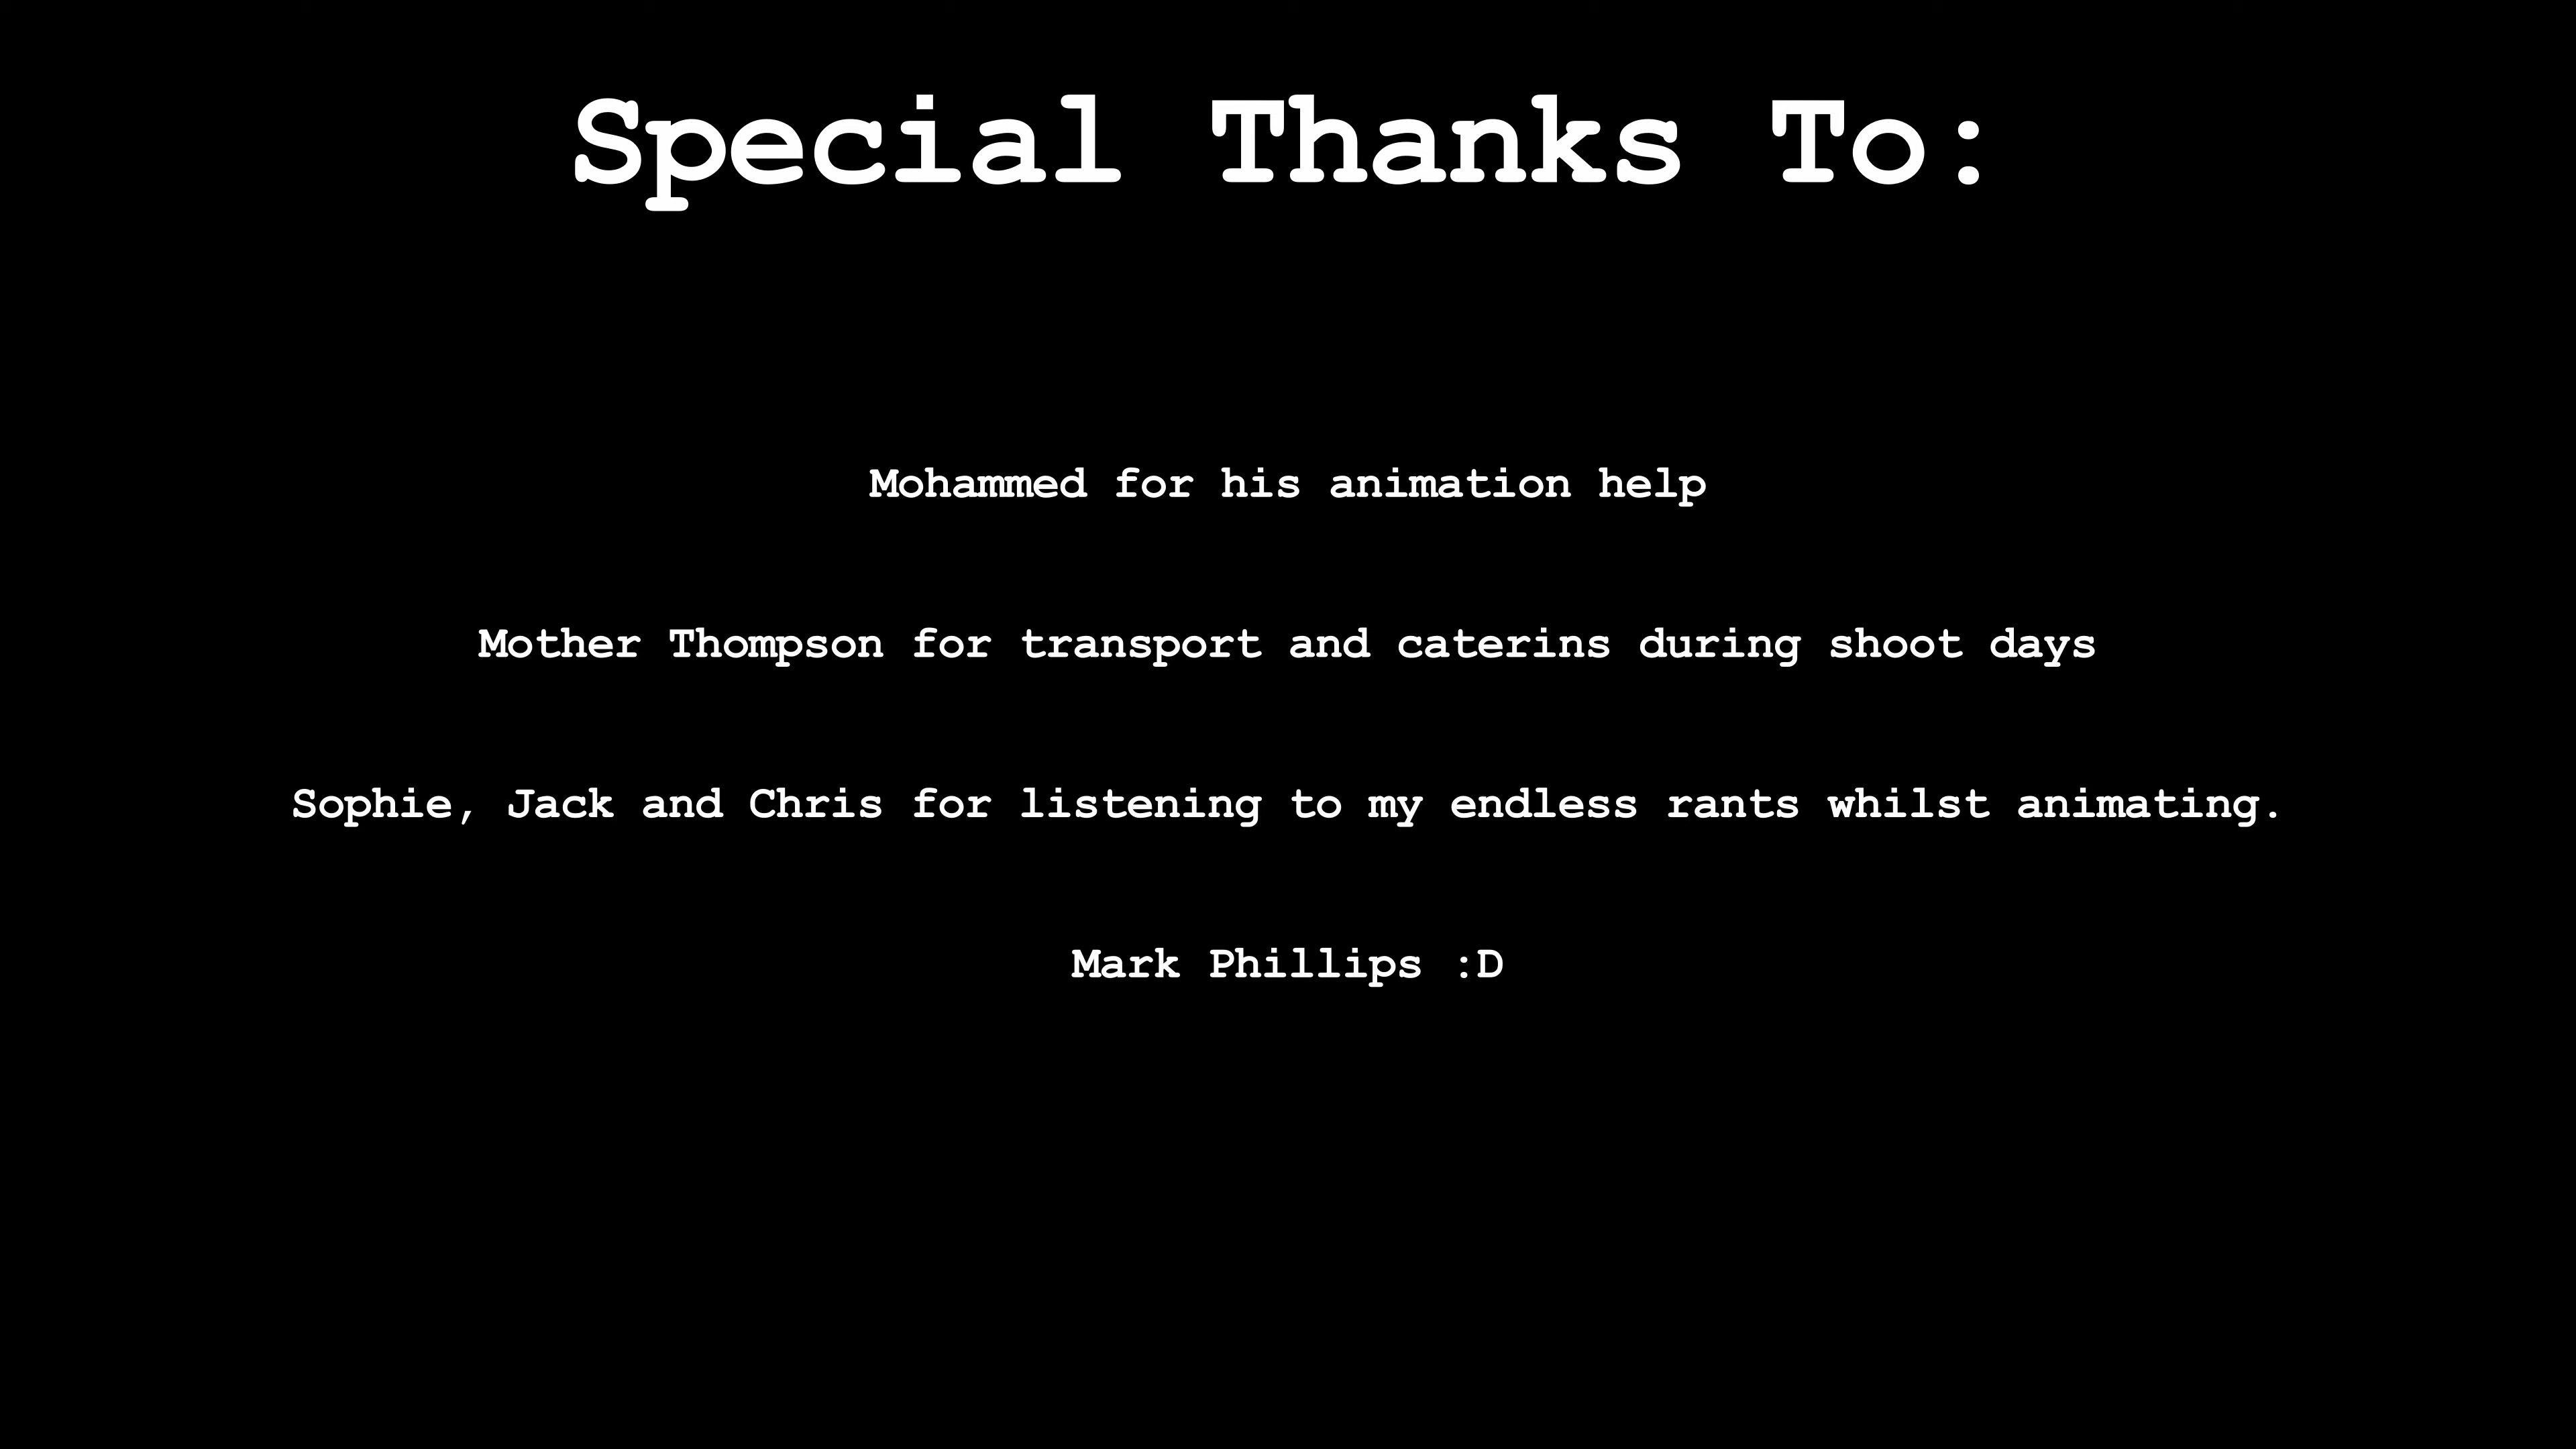 Special Thanks To:
Mohammed for his animation help
Mother Thompson for transport and caterins during shoot days
Sophie, Jack and Chris for listening to my endless rants whilst animating.
Mark Phillips :D